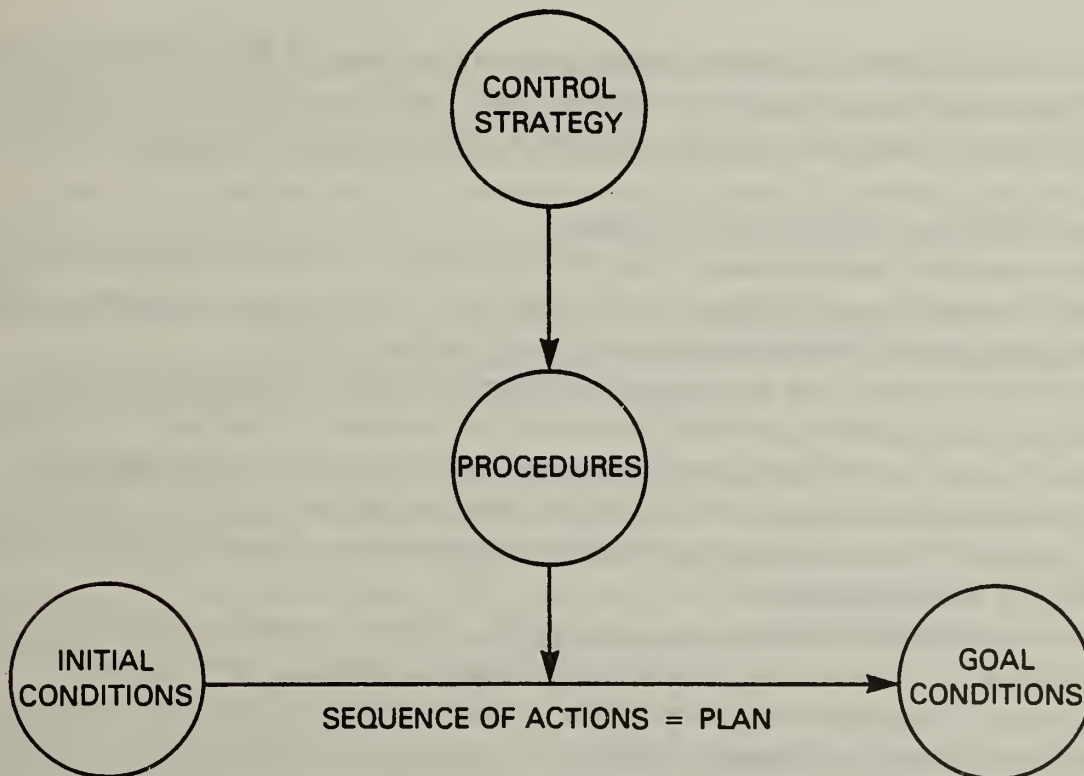 CONTROL
STRATEGY
PROCEDURES
INITIAL
CONDITIONS
GOAL
CONDITIONS
SEQUENCE OF ACTIONS = PLAN